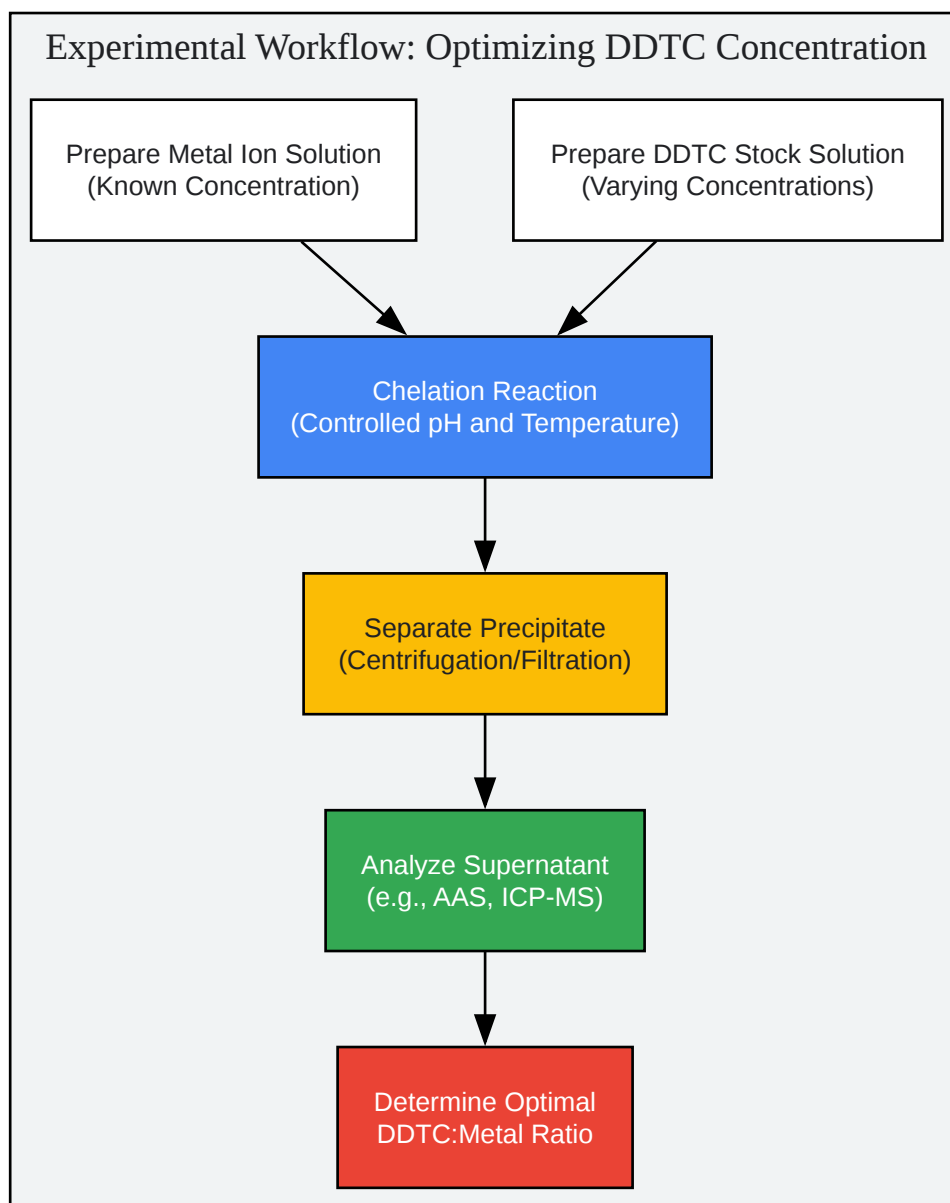 Experimental Workflow: Optimizing DDTC Concentration
Prepare Metal Ion Solution
(Known Concentration)
Prepare DDTC Stock Solution
(Varying Concentrations)
Chelation Reaction
(Controlled pH and Temperature)
Separate Precipitate
(Centrifugation/Filtration)
Analyze Supernatant
(e.g., AAS, ICP-MS)
Determine Optimal
DDTC:Metal Ratio